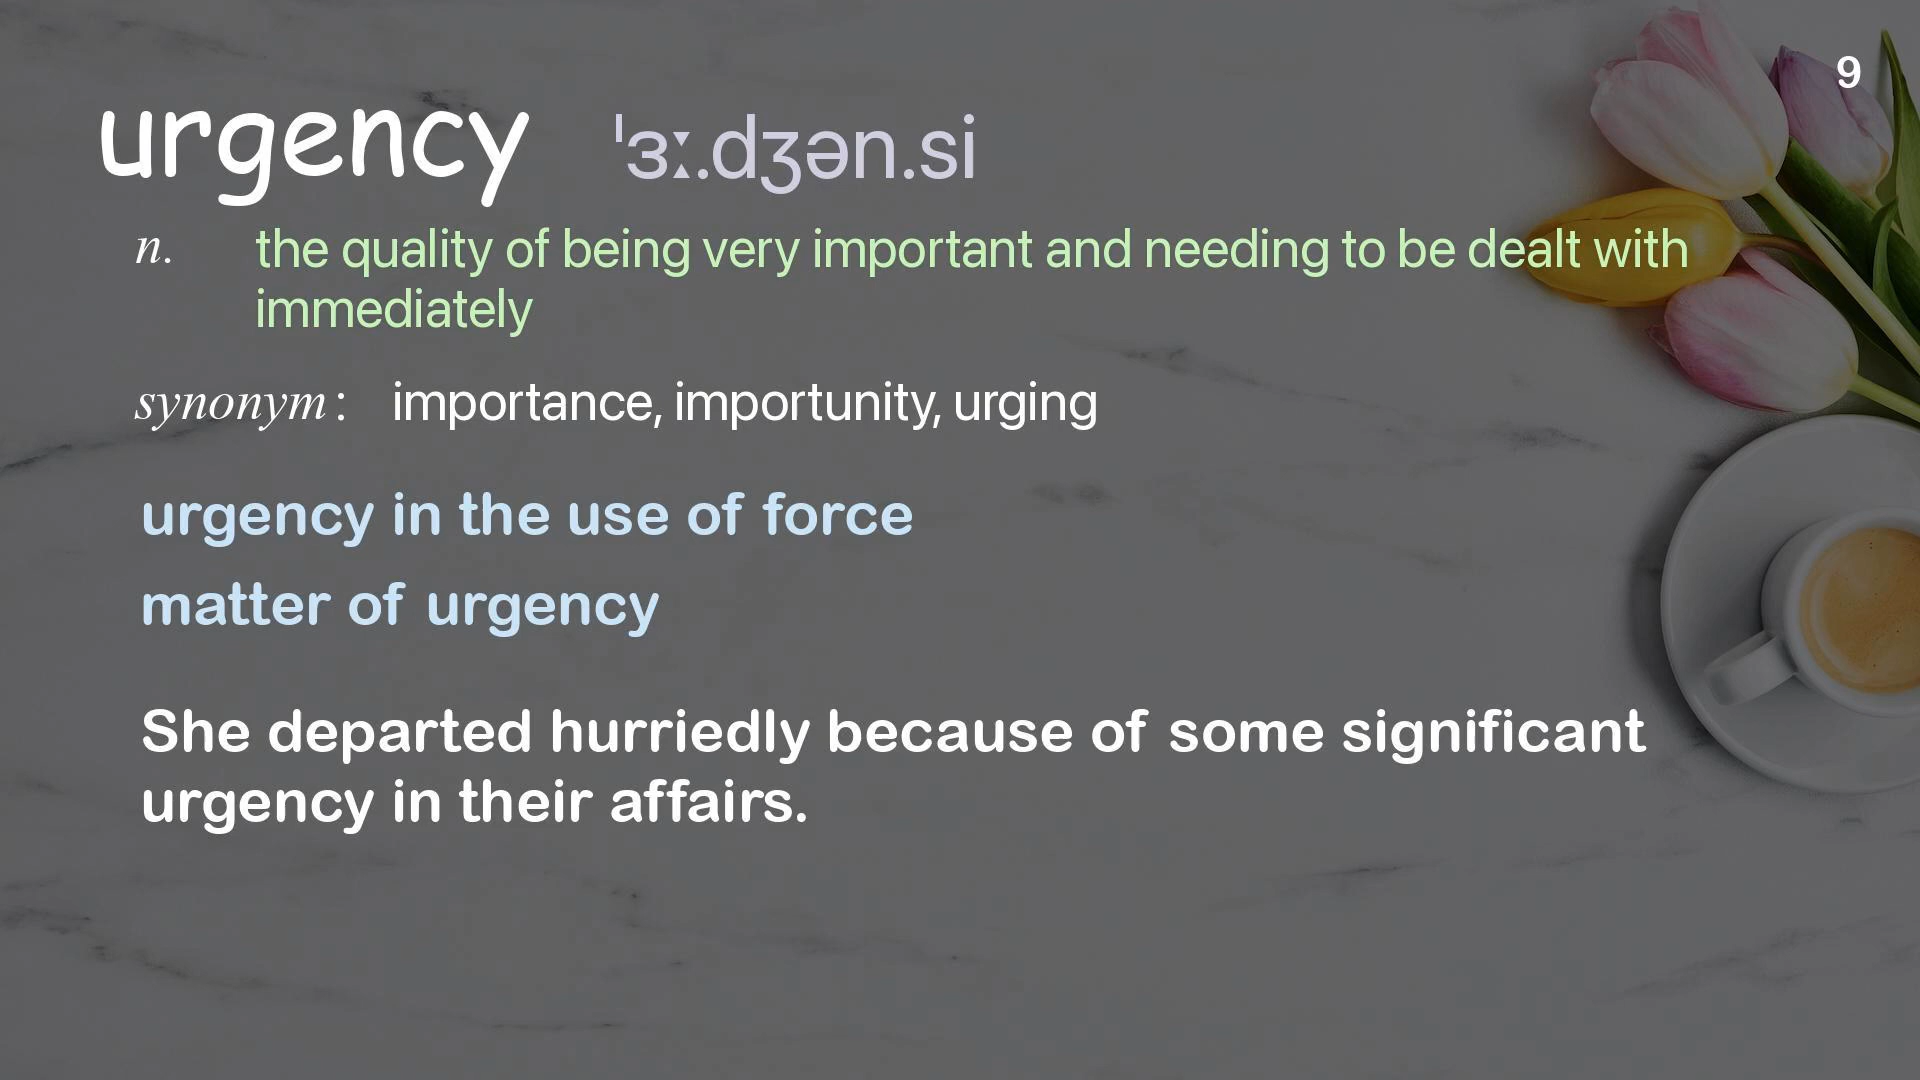 9
urgency ˈɜː.dʒən.si
n. the quality of being very important and needing to be dealt with
immediately
synonym: importance, importunity, urging
urgency in the use of force
matter of urgency
She departed hurriedly because of some significant
urgency in their affairs.